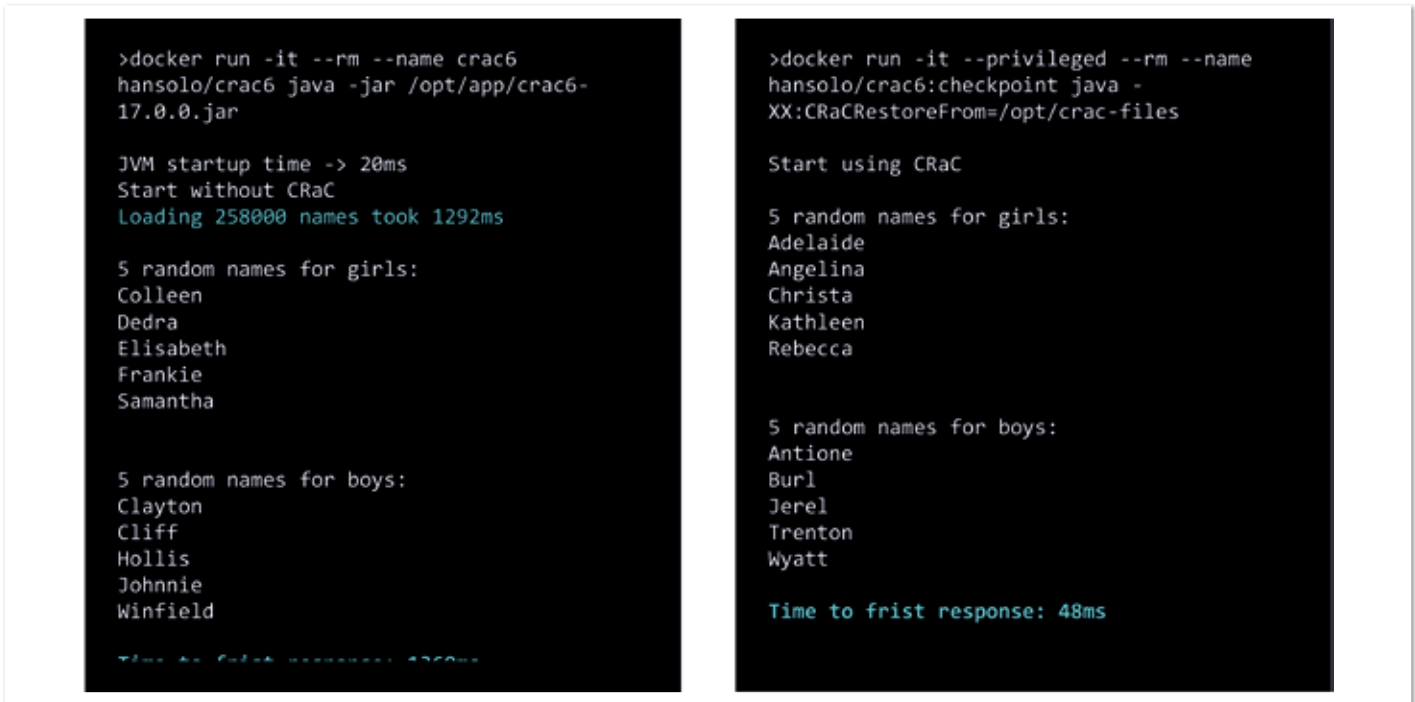 >docker run -it --rm --name crac6
hansolo/crac6 java -jar /opt/app/crac6-
17.0.0.jar
JVM startup time -> 20ms
Start without CRaC
Loading 258000 names took 1292ms
5 random names for girls:
Colleen
Dedra
Elisabeth
Frankie
Samantha
5 random names for boys:
Clayton
Cliff
Hollis
Johnnie
Winfield
Time to frist response:
>docker run -it --privileged --rm --name
hansolo/crac6:checkpoint java -
XX:CRaCRestoreFrom=/opt/crac-files
Start using CRaC
5 random names for girls:
Adelaide
Angelina
Christa
Kathleen
Rebecca
5 random names for boys:
Antione
Burl
Jerel
Trenton
Wyatt
Time to frist response: 48ms